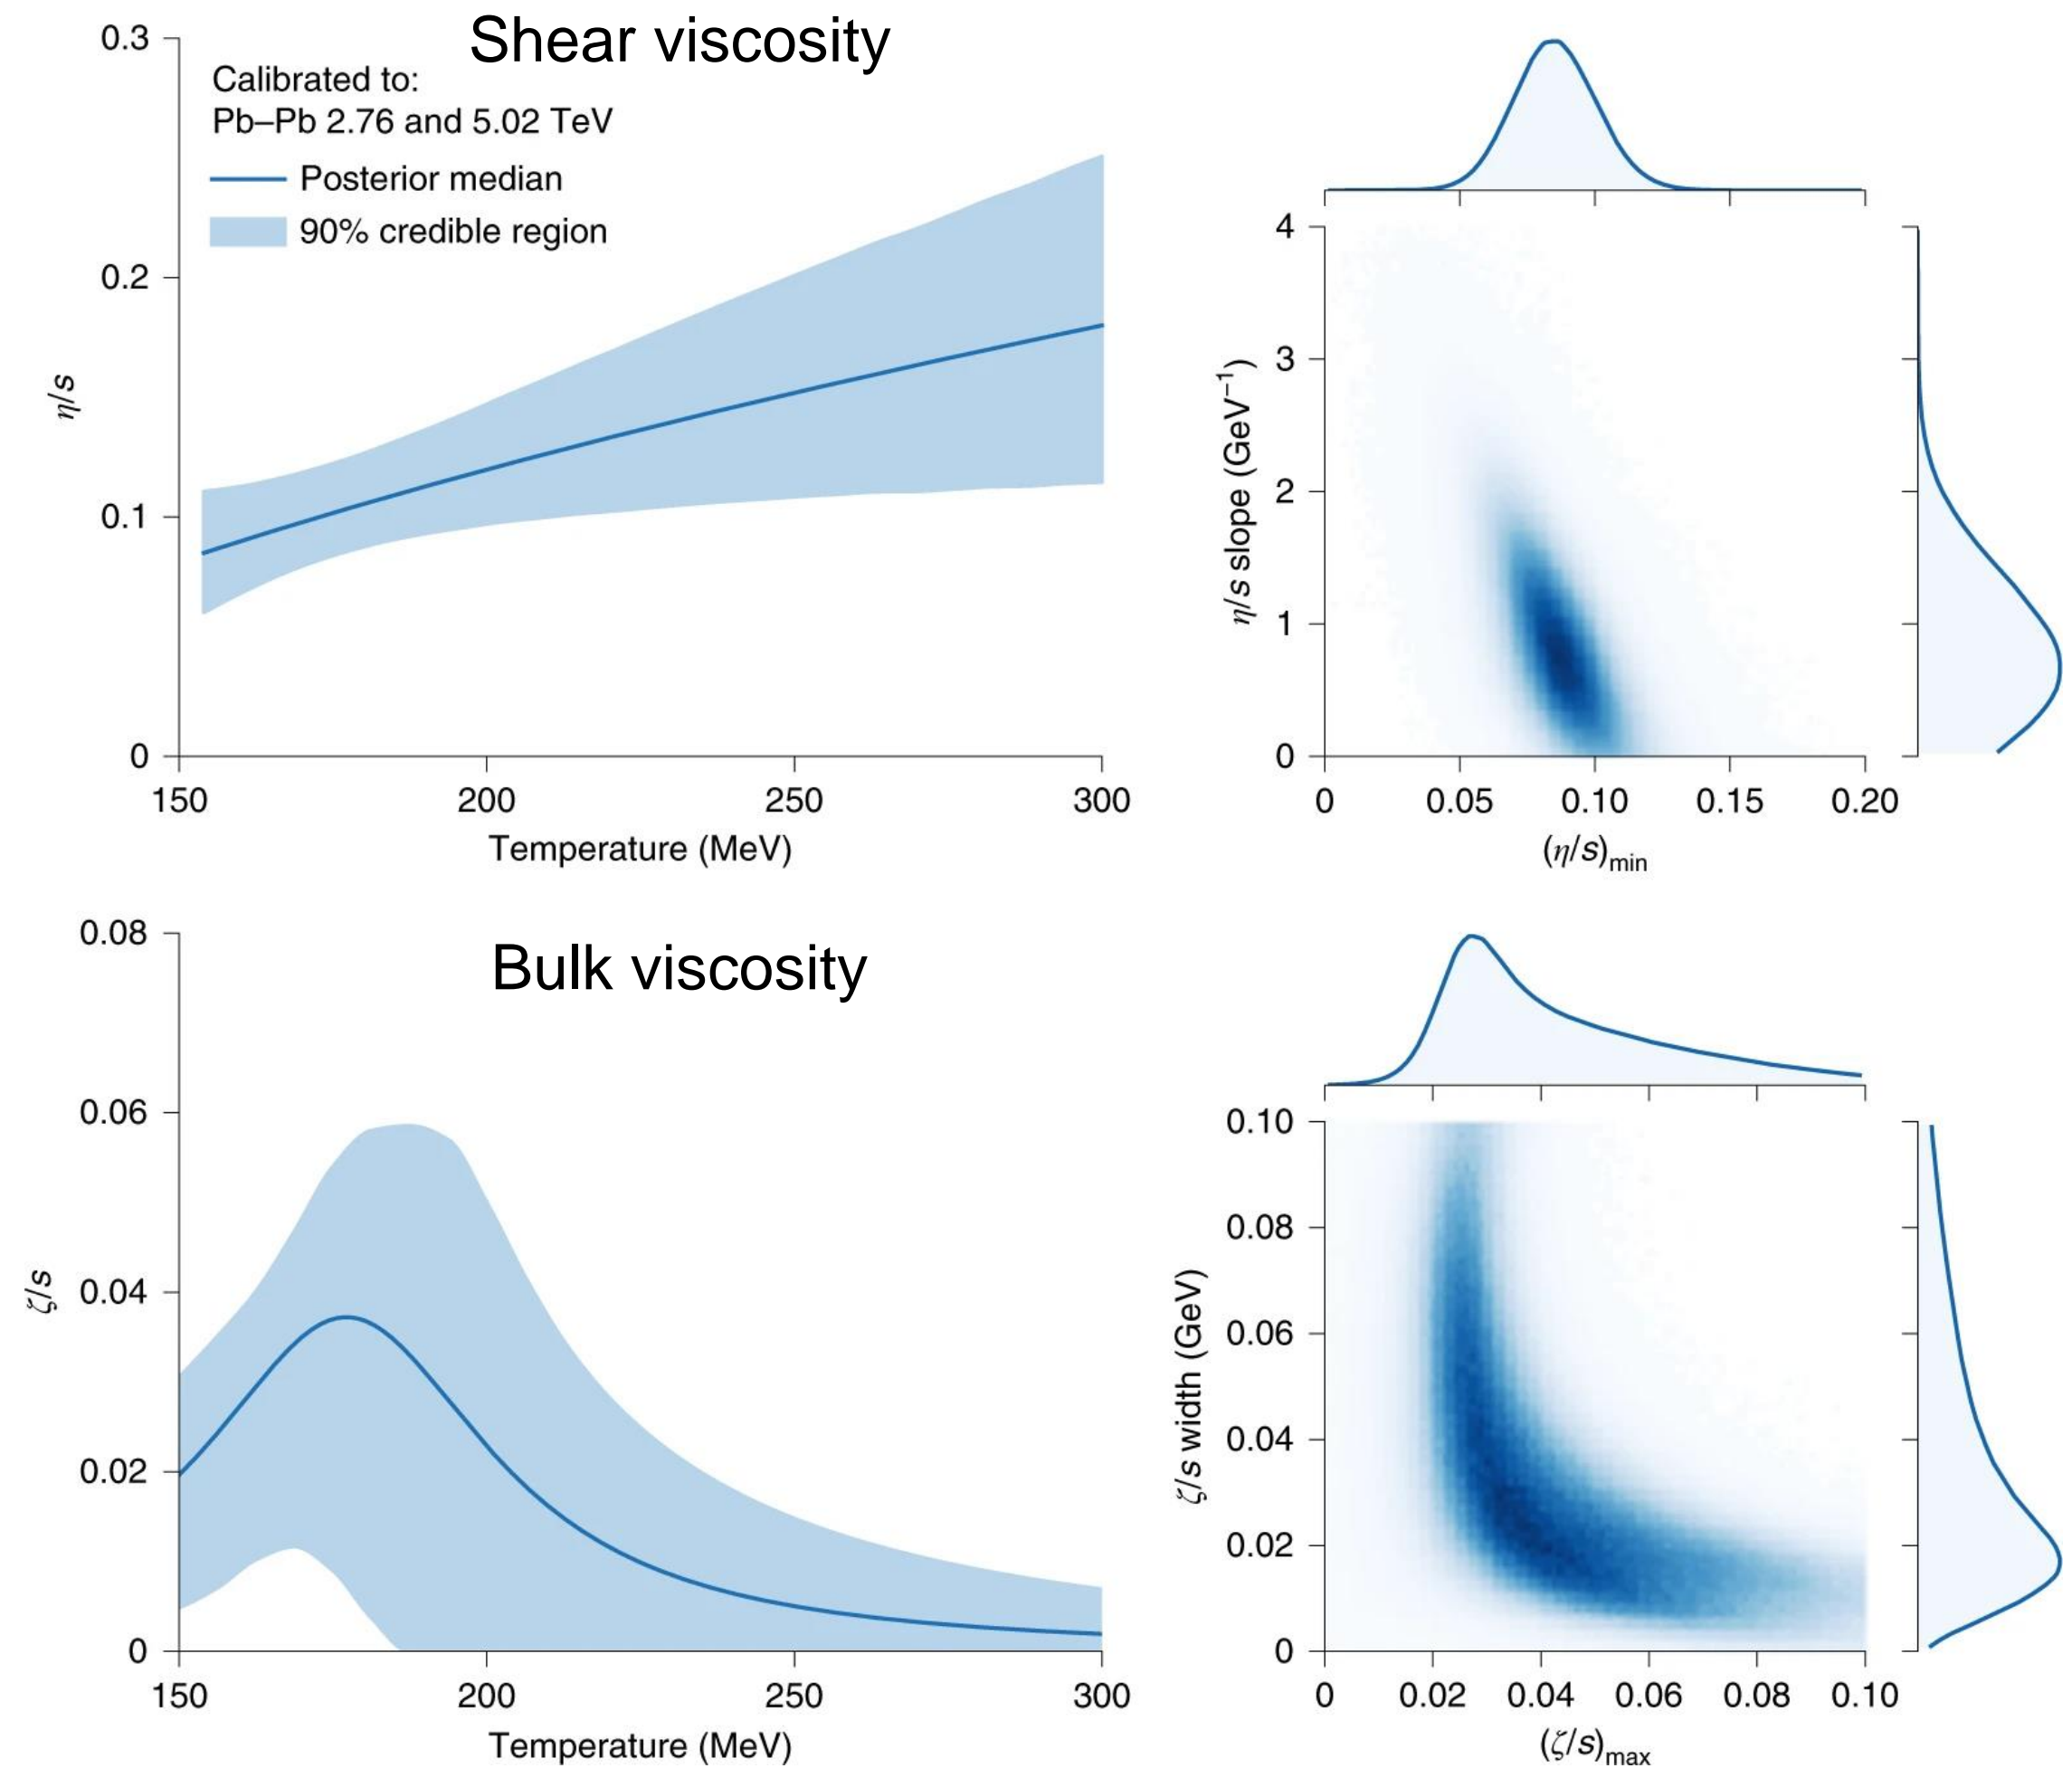 Shear viscosity
0.3
Calibrated to:
Pb–Pb 2.76 and 5.02 TeV
Posterior median
90% credible region
0.2
0.1
0
η/s
150 200 250 300
Temperature (MeV)
4
3
2
1
0
η/s slope (GeV⁻¹)
0 0.05 0.10 0.15 0.20
(η/s)min
Bulk viscosity
0.08
0.06
0.04
0.02
0
ζ/s
150 200 250 300
Temperature (MeV)
0.10
0.08
0.06
0.04
0.02
0
ζ/s width (GeV)
0 0.02 0.04 0.06 0.08 0.10
(ζ/s)max